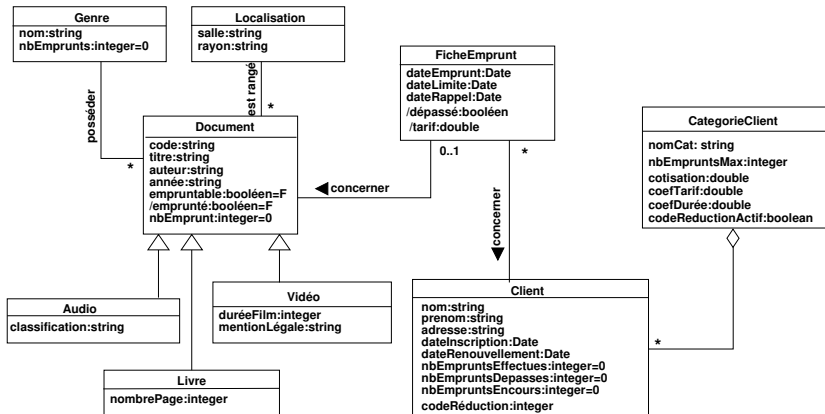 Genre
nom:string
nbEmprunts:integer=0
Localisation
salle:string
rayon:string
posséder
*
est rangé
*
Document
code:string
titre:string
auteur:string
année:string
empruntable:booléen=F
/emprunté:booléen=F
nbEmprunt:integer=0
FicheEmprunt
dateEmprunt:Date
dateLimite:Date
dateRappel:Date
/dépassé:booléen
/tarif:double
0..1
*
concerner
concerner
CategorieClient
nomCat: string
nbEmpruntsMax:integer
cotisation:double
coefTarif:double
coefDurée:double
codeReductionActif:boolean
*
Audio
classification:string
Vidéo
duréeFilm:integer
mentionLégale:string
Livre
nombrePage:integer
Client
nom:string
prenom:string
adresse:string
dateInscription:Date
dateRenouvellement:Date
nbEmpruntsEffectues:integer=0
nbEmpruntsDepasses:integer=0
nbEmpruntsEncours:integer=0
codeRéduction:integer